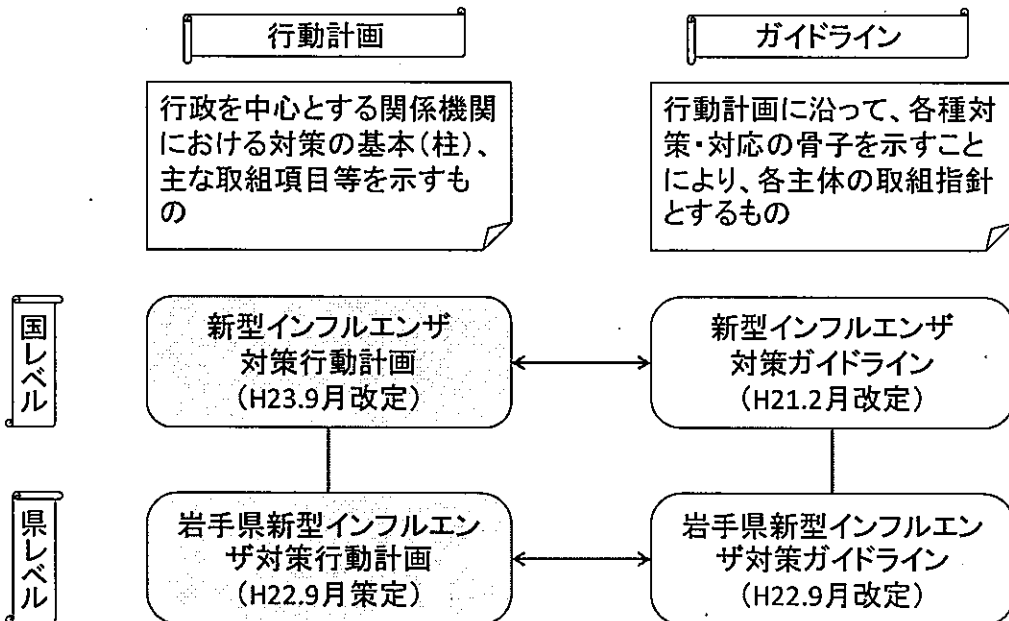 行動計画
ガイドライン
行政を中心とする関係機関
における対策の基本(柱)、
主な取組項目等を示すも
の
行動計画に沿って、各種対
策・対応の骨子を示すこと
により、各主体の取組指針
とするもの
国レベル
新型インフルエンザ
対策行動計画
(H23.9月改定)
新型インフルエンザ
対策ガイドライン
(H21.2月改定)
県レベル
岩手県新型インフルエン
ザ対策行動計画
(H22.9月策定)
岩手県新型インフルエン
ザ対策ガイドライン
(H22.9月改定)